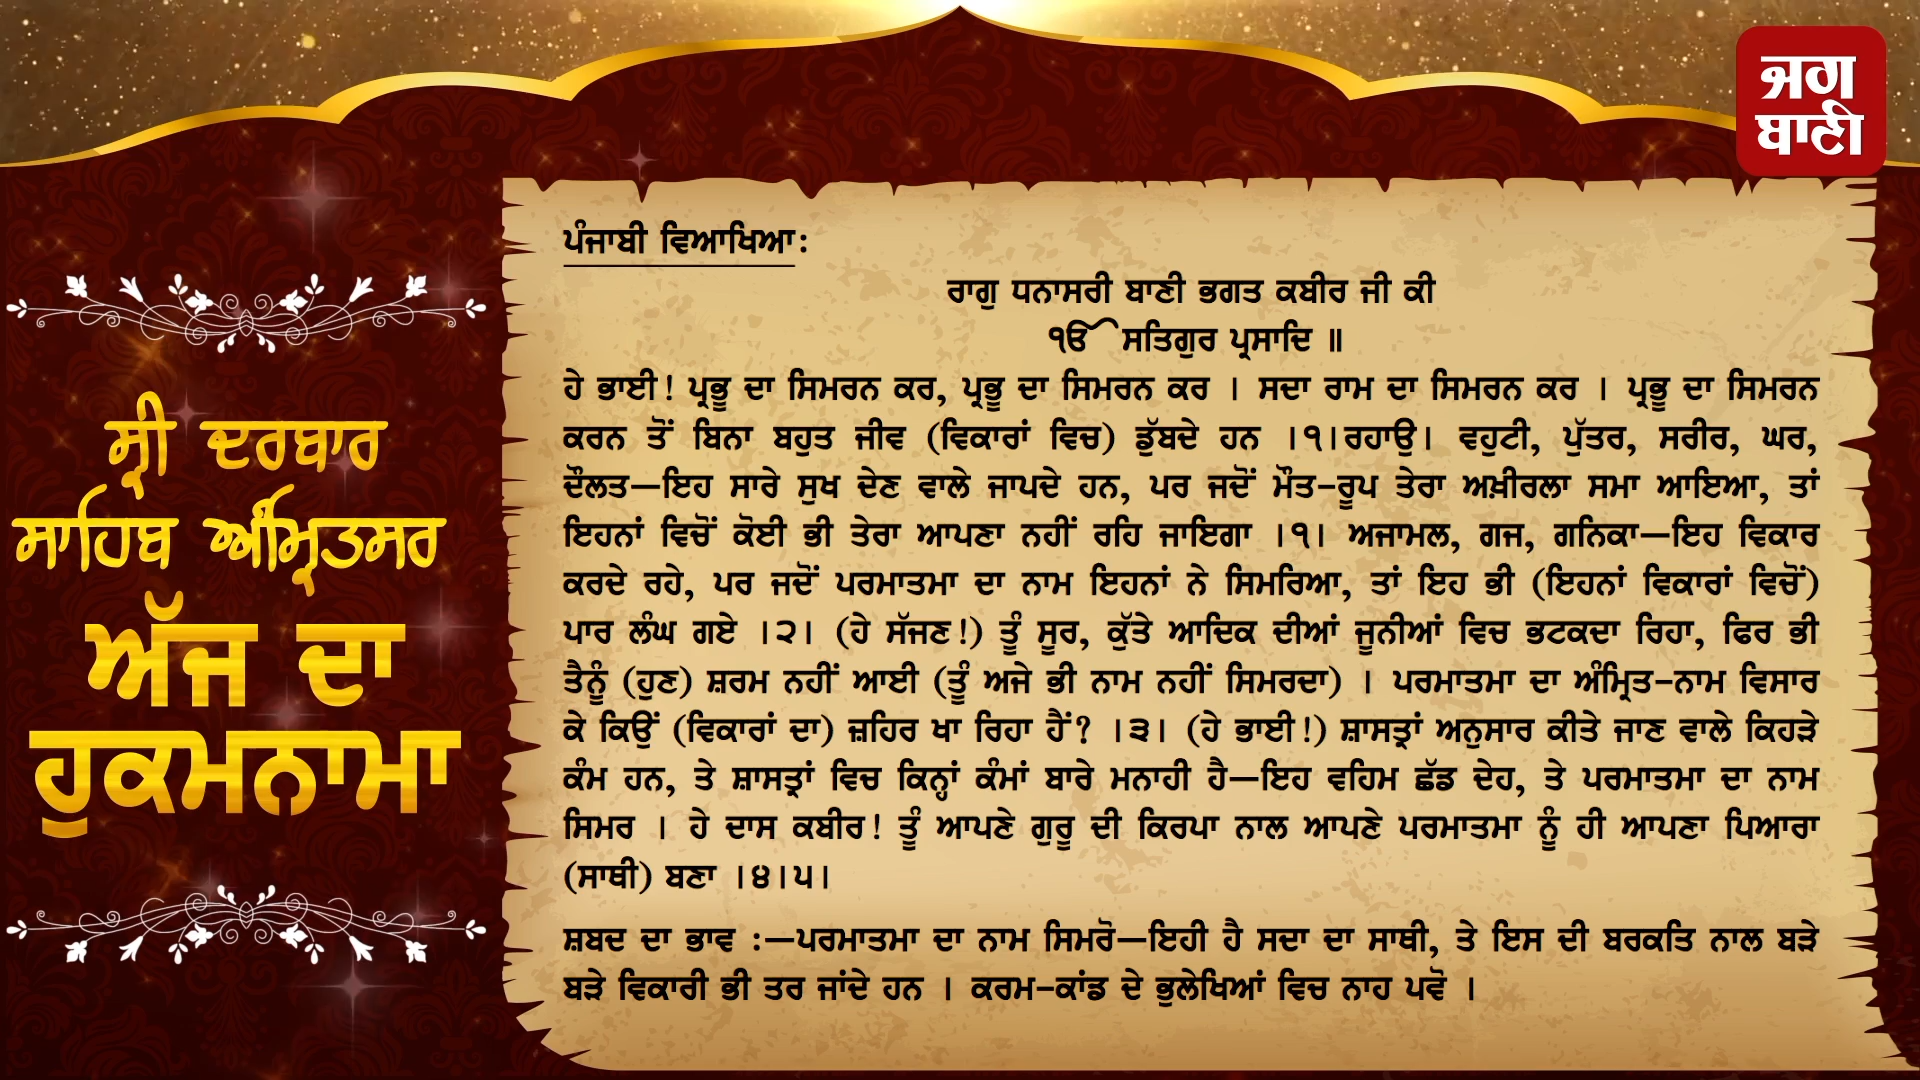 ਜਗ
ਬਾਣੀ
ਸ੍ਰੀ ਦਰਬਾਰ
ਸਾਹਿਬ ਅੰਮ੍ਰਿਤਸਰ
ਅੱਜ ਦਾ
ਹੁਕਮਨਾਮਾ
ਪੰਜਾਬੀ ਵਿਆਖਿਆ:
ਰਾਗੁ ਧਨਾਸਰੀ ਬਾਣੀ ਭਗਤ ਕਬੀਰ ਜੀ ਕੀ
ੴ ਸਤਿਗੁਰ ਪ੍ਰਸਾਦਿ ॥
ਹੇ ਭਾਈ! ਪ੍ਰਭੂ ਦਾ ਸਿਮਰਨ ਕਰ, ਪ੍ਰਭੂ ਦਾ ਸਿਮਰਨ ਕਰ । ਸਦਾ ਰਾਮ ਦਾ ਸਿਮਰਨ ਕਰ । ਪ੍ਰਭੂ ਦਾ ਸਿਮਰਨ
ਕਰਨ ਤੋਂ ਬਿਨਾ ਬਹੁਤ ਜੀਵ (ਵਿਕਾਰਾਂ ਵਿਚ) ਡੁੱਬਦੇ ਹਨ ।੧।ਰਹਾਉ। ਵਹੁਟੀ, ਪੁੱਤਰ, ਸਰੀਰ, ਘਰ,
ਦੌਲਤ—ਇਹ ਸਾਰੇ ਸੁਖ ਦੇਣ ਵਾਲੇ ਜਾਪਦੇ ਹਨ, ਪਰ ਜਦੋਂ ਮੌਤ-ਰੂਪ ਤੇਰਾ ਅਖ਼ੀਰਲਾ ਸਮਾ ਆਇਆ, ਤਾਂ
ਇਹਨਾਂ ਵਿਚੋਂ ਕੋਈ ਭੀ ਤੇਰਾ ਆਪਣਾ ਨਹੀਂ ਰਹਿ ਜਾਇਗਾ ।੧। ਅਜਾਮਲ, ਗਜ, ਗਨਿਕਾ—ਇਹ ਵਿਕਾਰ
ਕਰਦੇ ਰਹੇ, ਪਰ ਜਦੋਂ ਪਰਮਾਤਮਾ ਦਾ ਨਾਮ ਇਹਨਾਂ ਨੇ ਸਿਮਰਿਆ, ਤਾਂ ਇਹ ਭੀ (ਇਹਨਾਂ ਵਿਕਾਰਾਂ ਵਿਚੋਂ)
ਪਾਰ ਲੰਘ ਗਏ ।੨। (ਹੇ ਸੱਜਣ!) ਤੂੰ ਸੂਰ, ਕੁੱਤੇ ਆਦਿਕ ਦੀਆਂ ਜੂਨੀਆਂ ਵਿਚ ਭਟਕਦਾ ਰਿਹਾ, ਫਿਰ ਭੀ
ਤੈਨੂੰ (ਹੁਣ) ਸ਼ਰਮ ਨਹੀਂ ਆਈ (ਤੂੰ ਅਜੇ ਭੀ ਨਾਮ ਨਹੀਂ ਸਿਮਰਦਾ) । ਪਰਮਾਤਮਾ ਦਾ ਅੰਮ੍ਰਿਤ-ਨਾਮ ਵਿਸਾਰ
ਕੇ ਕਿਉਂ (ਵਿਕਾਰਾਂ ਦਾ) ਜ਼ਹਿਰ ਖਾ ਰਿਹਾ ਹੈਂ? ।੩। (ਹੇ ਭਾਈ!) ਸ਼ਾਸਤ੍ਰਾਂ ਅਨੁਸਾਰ ਕੀਤੇ ਜਾਣ ਵਾਲੇ ਕਿਹੜੇ
ਕੰਮ ਹਨ, ਤੇ ਸ਼ਾਸਤ੍ਰਾਂ ਵਿਚ ਕਿਨ੍ਹਾਂ ਕੰਮਾਂ ਬਾਰੇ ਮਨਾਹੀ ਹੈ—ਇਹ ਵਹਿਮ ਛੱਡ ਦੇਹ, ਤੇ ਪਰਮਾਤਮਾ ਦਾ ਨਾਮ
ਸਿਮਰ । ਹੇ ਦਾਸ ਕਬੀਰ! ਤੂੰ ਆਪਣੇ ਗੁਰੂ ਦੀ ਕਿਰਪਾ ਨਾਲ ਆਪਣੇ ਪਰਮਾਤਮਾ ਨੂੰ ਹੀ ਆਪਣਾ ਪਿਆਰਾ
(ਸਾਥੀ) ਬਣਾ ।੪।੫।
ਸ਼ਬਦ ਦਾ ਭਾਵ :—ਪਰਮਾਤਮਾ ਦਾ ਨਾਮ ਸਿਮਰੋ—ਇਹੀ ਹੈ ਸਦਾ ਦਾ ਸਾਥੀ, ਤੇ ਇਸ ਦੀ ਬਰਕਤਿ ਨਾਲ ਬੜੇ
ਬੜੇ ਵਿਕਾਰੀ ਭੀ ਤਰ ਜਾਂਦੇ ਹਨ । ਕਰਮ-ਕਾਂਡ ਦੇ ਭੁਲੇਖਿਆਂ ਵਿਚ ਨਾਹ ਪਵੋ ।